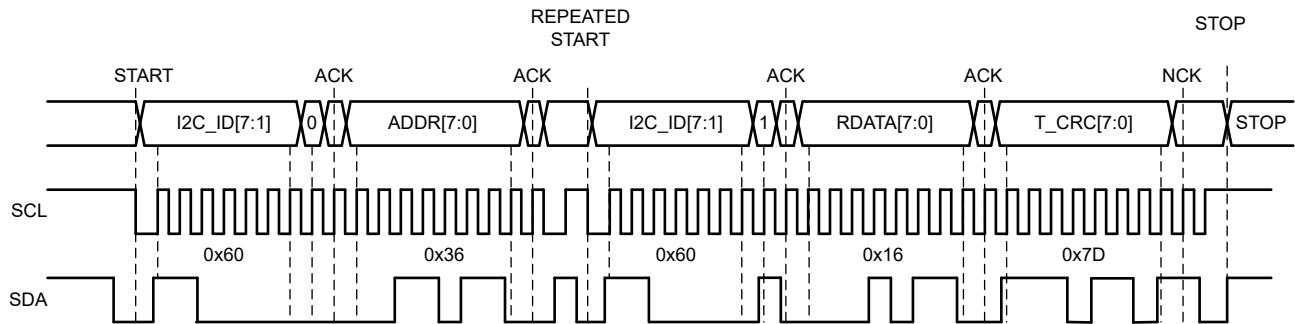 REPEATED
START
STOP
START ACK ACK ACK ACK NCK
I2C_ID[7:1] 0 ADDR[7:0] I2C_ID[7:1] 1 RDATA[7:0] T_CRC[7:0] STOP
SCL
0x60 0x36 0x60 0x16 0x7D
SDA